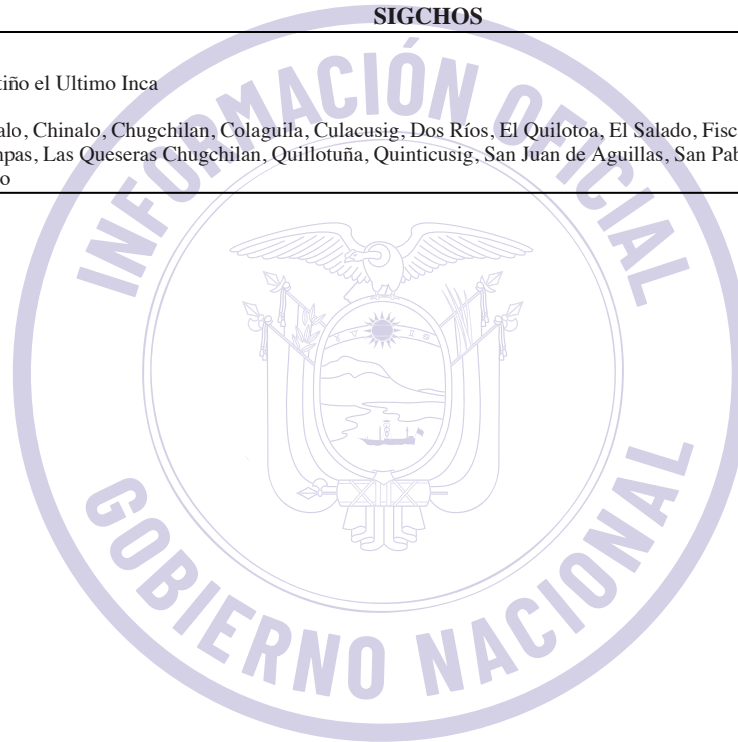 SIGCHOS
tiño el Ultimo Inca
alo, Chinalo, Chugchilan, Colaguila, Culacusig, Dos Ríos, El Quilotoa, El Salado, Fisc
npas, Las Queseras Chugchilan, Quillotuña, Quinticusig, San Juan de Aguillas, San Pab
o
INFORMACIÓN OFICIAL
GOBIERNO NACIONAL